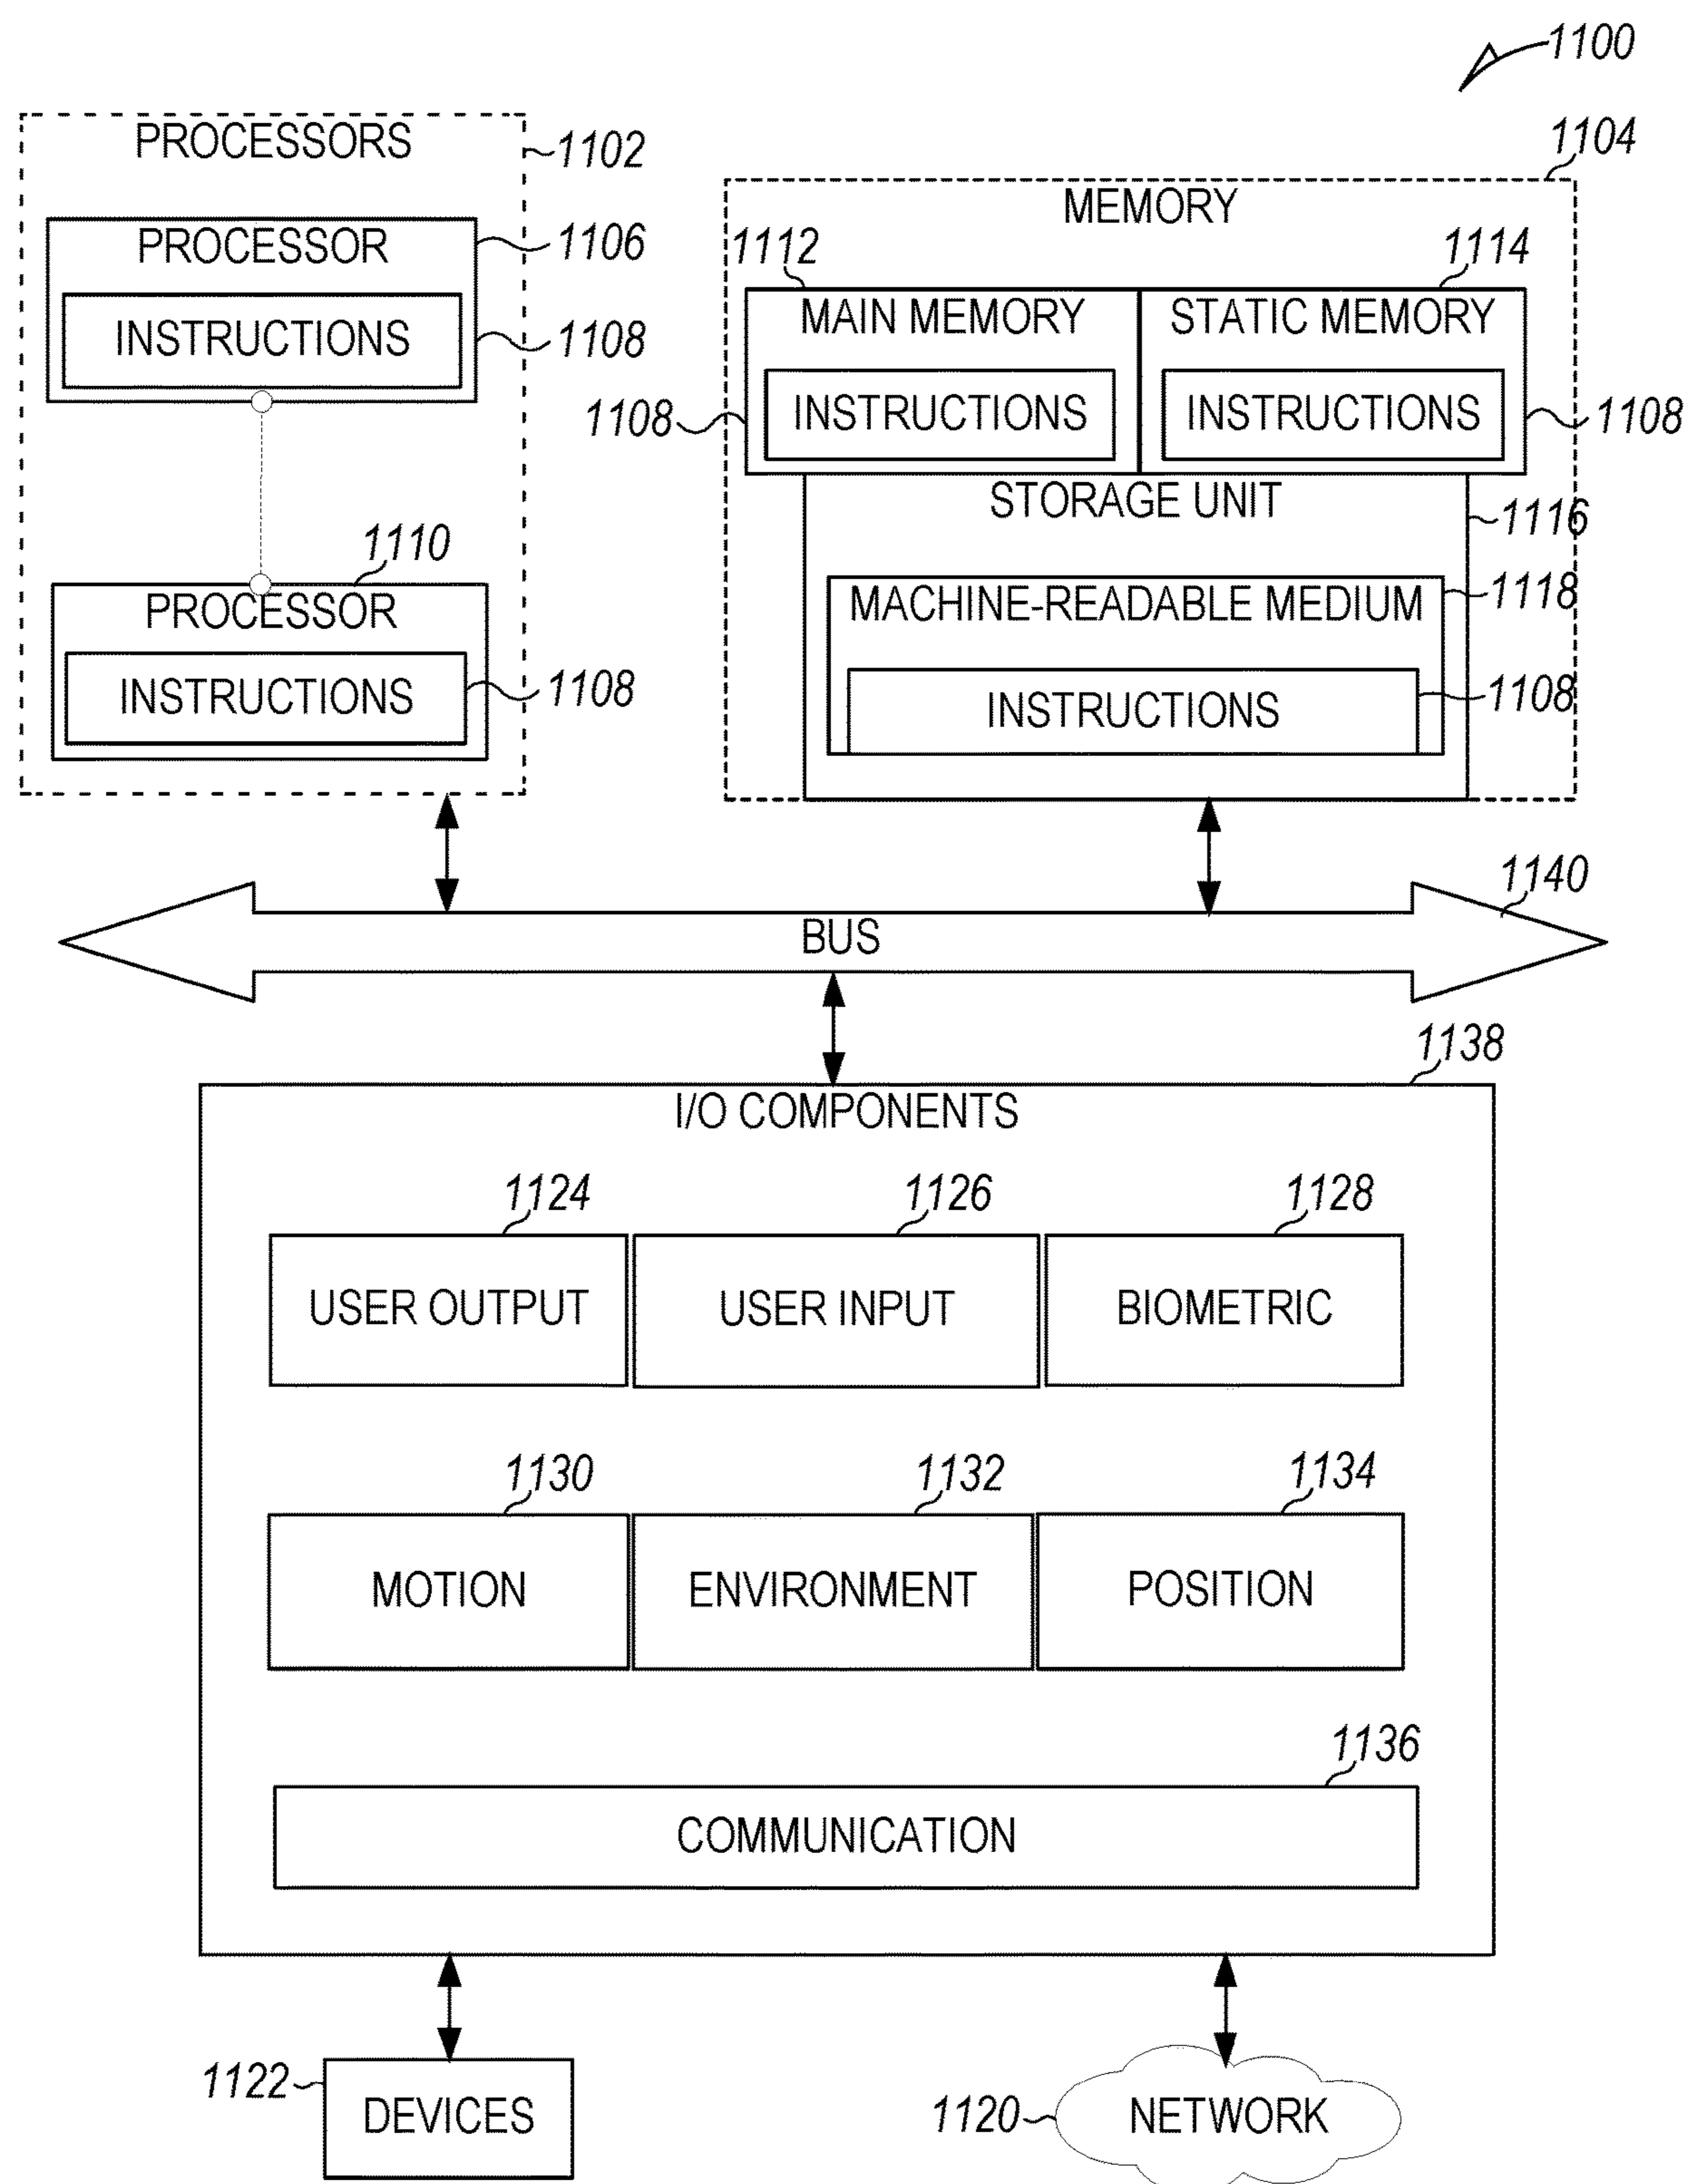 1100
PROCESSORS
1102
1104
MEMORY
PROCESSOR
1106
1112
1114
INSTRUCTIONS
1108
MAIN MEMORY
STATIC MEMORY
1108
INSTRUCTIONS
INSTRUCTIONS
1108
STORAGE UNIT
1116
1110
PROCESSOR
1118
MACHINE-READABLE MEDIUM
INSTRUCTIONS
1108
INSTRUCTIONS
1108
1140
BUS
1138
I/O COMPONENTS
1124
1126
1128
USER OUTPUT
USER INPUT
BIOMETRIC
1130
1132
1134
MOTION
ENVIRONMENT
POSITION
1136
COMMUNICATION
1122
DEVICES
1120
NETWORK